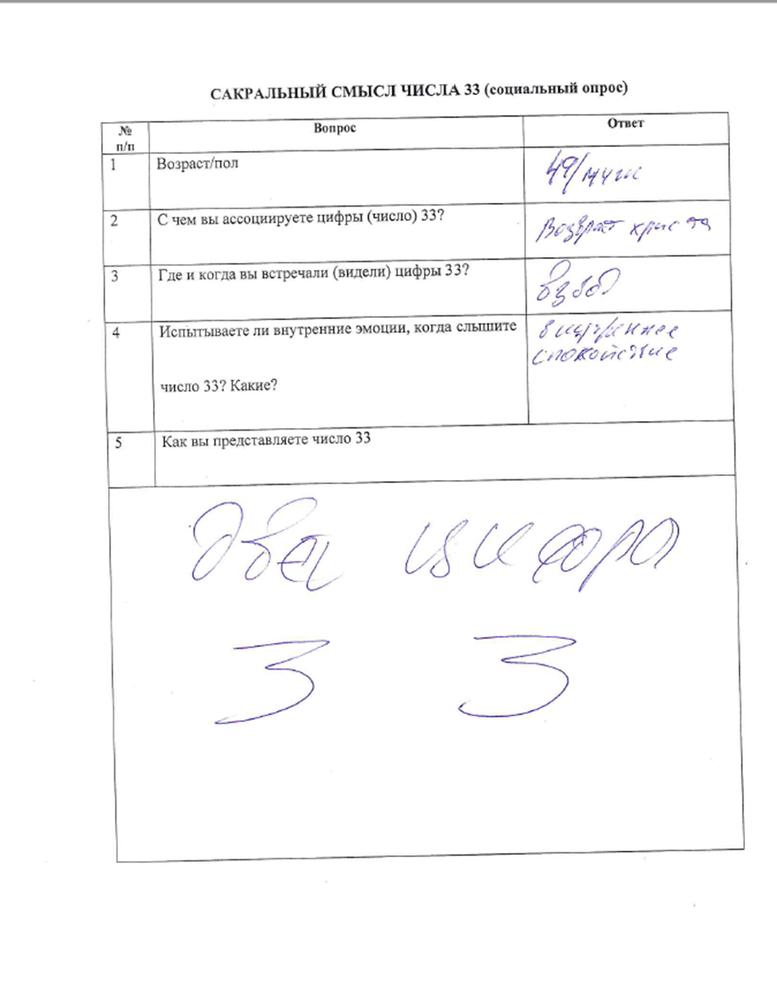 САКРАЛЬНЫЙ СМЫСЛ ЧИСЛА 33 (социальный опрос)
№ п/п Вопрос Ответ
1 Возраст/пол 49/муж
2 С чем вы ассоциируете цифры (число) 33? Возраст христа
3 Где и когда вы встречали (видели) цифры 33?
4 Испытываете ли внутренние эмоции, когда слышите внутреннее
спокойствие
число 33? Какие?
5 Как вы представляете число 33
две цифра
3 3